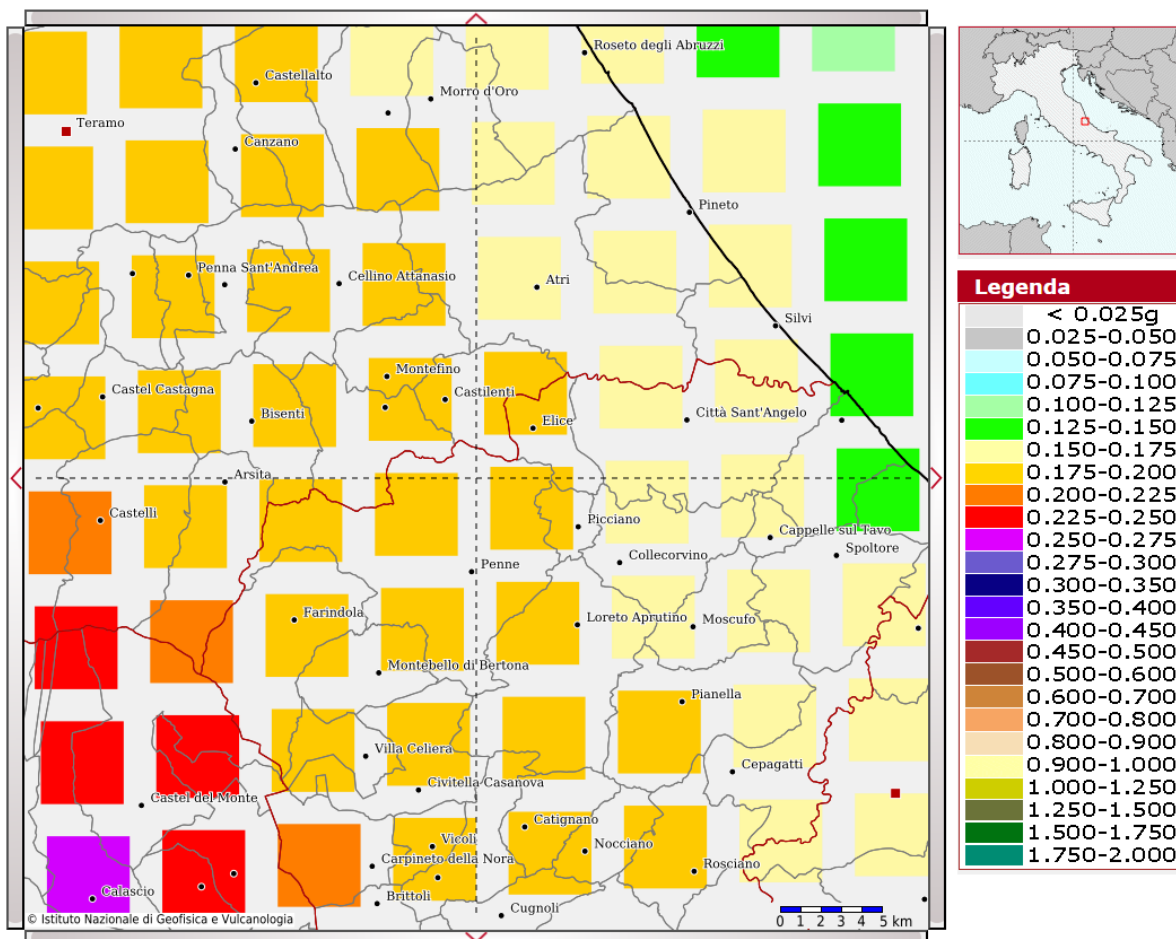 Roseto degli Abruzzi
Castellalto
Morro d'Oro
Teramo
Canzano
Pineto
Penna Sant'Andrea
Cellino Attanasio
Atri
Silvi
Montefino
Castel Castagna
Castilenti
Bisenti
Elice
Città Sant'Angelo
Arsita
Castelli
Picciano
Cappelle sul Tavo
Collecorvino
Spoltore
Penne
Farindola
Loreto Aprutino
Moscufo
Montebello di Bertona
Pianella
Villa Celiera
Cepagatti
Civitella Casanova
Castel del Monte
Catignano
Vicoli
Nocciano
Carpineto della Nora
Rosciano
Calascio
Brittoli
Cugnoli
© Istituto Nazionale di Geofisica e Vulcanologia
0 1 2 3 4 5 km
Legenda
< 0.025g
0.025-0.050
0.050-0.075
0.075-0.100
0.100-0.125
0.125-0.150
0.150-0.175
0.175-0.200
0.200-0.225
0.225-0.250
0.250-0.275
0.275-0.300
0.300-0.350
0.350-0.400
0.400-0.450
0.450-0.500
0.500-0.600
0.600-0.700
0.700-0.800
0.800-0.900
0.900-1.000
1.000-1.250
1.250-1.500
1.500-1.750
1.750-2.000